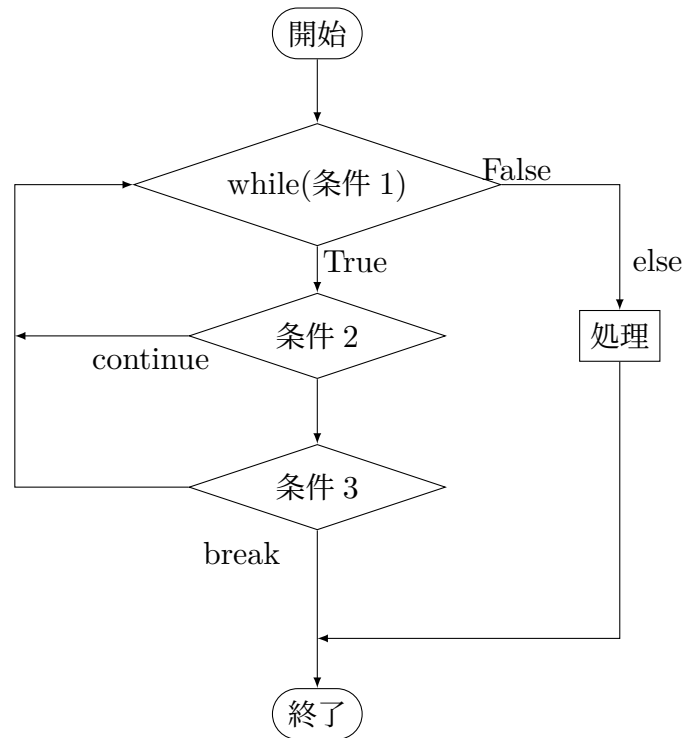 開始
while(条件 1)
False
True
else
条件 2
処理
continue
条件 3
break
終了